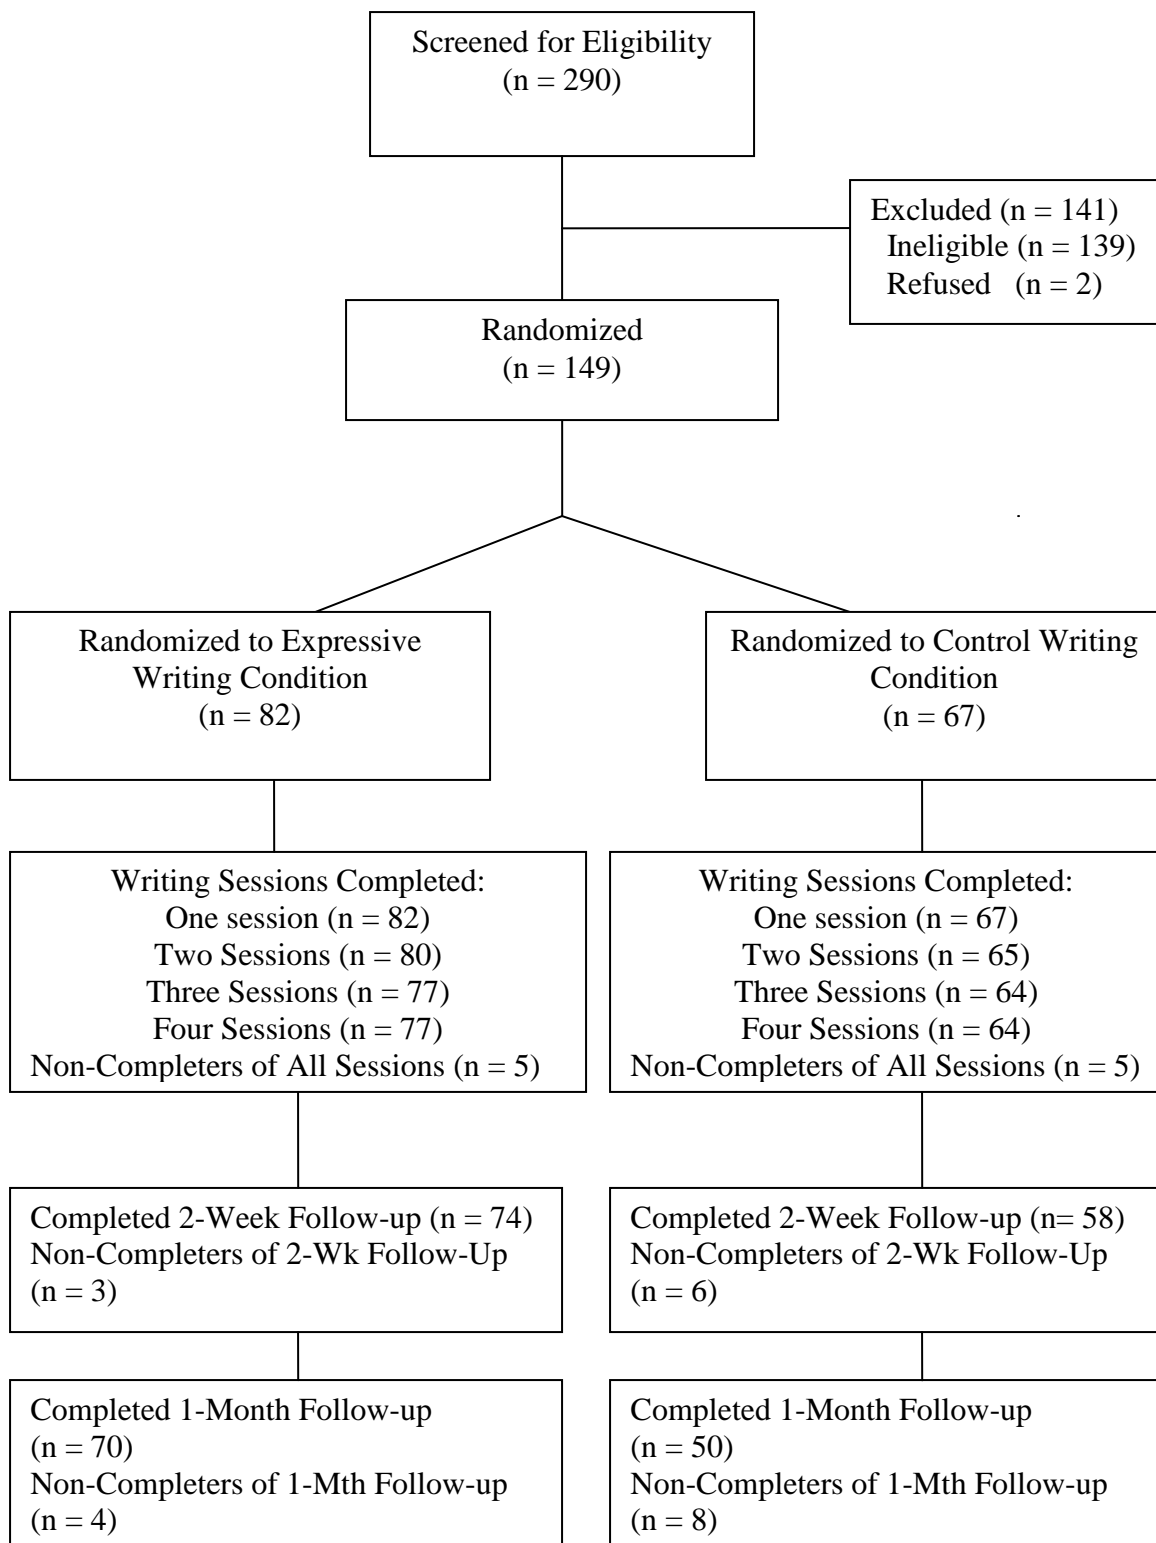 Screened for Eligibility
(n = 290)
Excluded (n = 141)
Ineligible (n = 139)
Refused (n = 2)
Randomized
(n = 149)
Randomized to Expressive
Writing Condition
(n = 82)
Randomized to Control Writing
Condition
(n = 67)
Writing Sessions Completed:
One session (n = 82)
Two Sessions (n = 80)
Three Sessions (n = 77)
Four Sessions (n = 77)
Non-Completers of All Sessions (n = 5)
Writing Sessions Completed:
One session (n = 67)
Two Sessions (n = 65)
Three Sessions (n = 64)
Four Sessions (n = 64)
Non-Completers of All Sessions (n = 5)
Completed 2-Week Follow-up (n = 74)
Non-Completers of 2-Wk Follow-Up
(n = 3)
Completed 2-Week Follow-up (n= 58)
Non-Completers of 2-Wk Follow-Up
(n = 6)
Completed 1-Month Follow-up
(n = 70)
Non-Completers of 1-Mth Follow-up
(n = 4)
Completed 1-Month Follow-up
(n = 50)
Non-Completers of 1-Mth Follow-up
(n = 8)